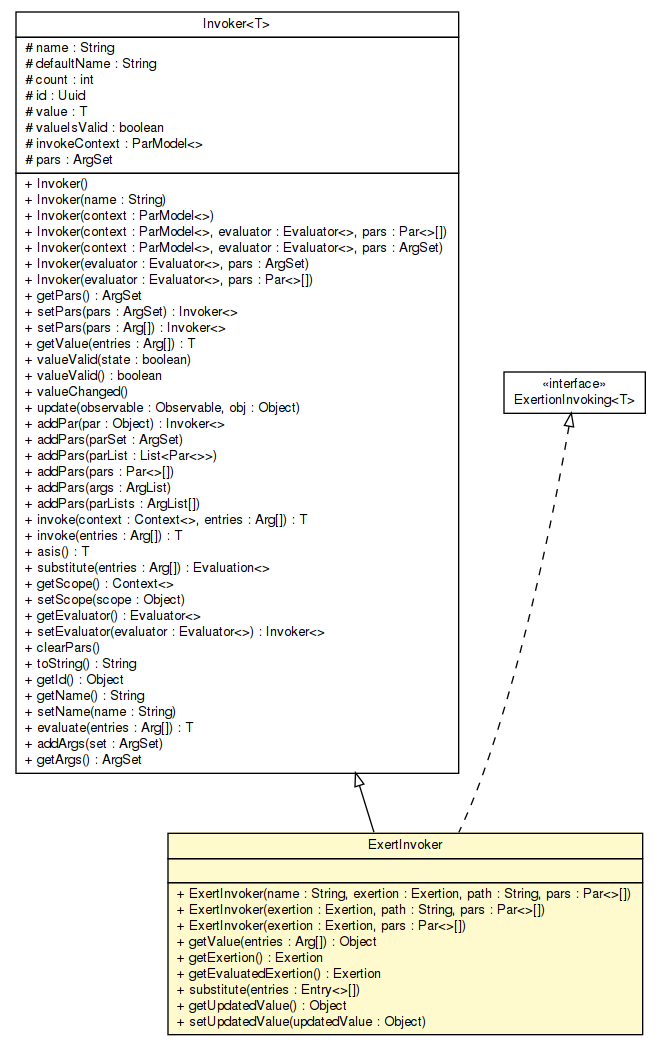 Invoker<T>
# name : String
# defaultName : String
# count : int
# id : Uuid
# value : T
# valueIsValid : boolean
# invokeContext : ParModel<>
# pars : ArgSet
+ Invoker()
+ Invoker(name : String)
+ Invoker(context : ParModel<>)
+ Invoker(context : ParModel<>, evaluator : Evaluator<>, pars : Par<>[])
+ Invoker(context : ParModel<>, evaluator : Evaluator<>, pars : ArgSet)
+ Invoker(evaluator : Evaluator<>, pars : ArgSet)
+ Invoker(evaluator : Evaluator<>, pars : Par<>[])
+ getPars() : ArgSet
+ setPars(pars : ArgSet) : Invoker<>
+ setPars(pars : Arg[]) : Invoker<>
+ getValue(entries : Arg[]) : T
+ valueValid(state : boolean)
+ valueValid() : boolean
+ valueChanged()
+ update(observable : Observable, obj : Object)
+ addPar(par : Object) : Invoker<>
+ addPars(parSet : ArgSet)
+ addPars(parList : List<Par<>>)
+ addPars(pars : Par<>[])
+ addPars(args : ArgList)
+ addPars(parLists : ArgList[])
+ invoke(context : Context<>, entries : Arg[]) : T
+ invoke(entries : Arg[]) : T
+ asis() : T
+ substitute(entries : Arg[]) : Evaluation<>
+ getScope() : Context<>
+ setScope(scope : Object)
+ getEvaluator() : Evaluator<>
+ setEvaluator(evaluator : Evaluator<>) : Invoker<>
+ clearPars()
+ toString() : String
+ getId() : Object
+ getName() : String
+ setName(name : String)
+ evaluate(entries : Arg[]) : T
+ addArgs(set : ArgSet)
+ getArgs() : ArgSet
«interface»
ExertionInvoking<T>
ExertInvoker
+ ExertInvoker(name : String, exertion : Exertion, path : String, pars : Par<>[])
+ ExertInvoker(exertion : Exertion, path : String, pars : Par<>[])
+ ExertInvoker(exertion : Exertion, pars : Par<>[])
+ getValue(entries : Arg[]) : Object
+ getExertion() : Exertion
+ getEvaluatedExertion() : Exertion
+ substitute(entries : Entry<>[])
+ getUpdatedValue() : Object
+ setUpdatedValue(updatedValue : Object)